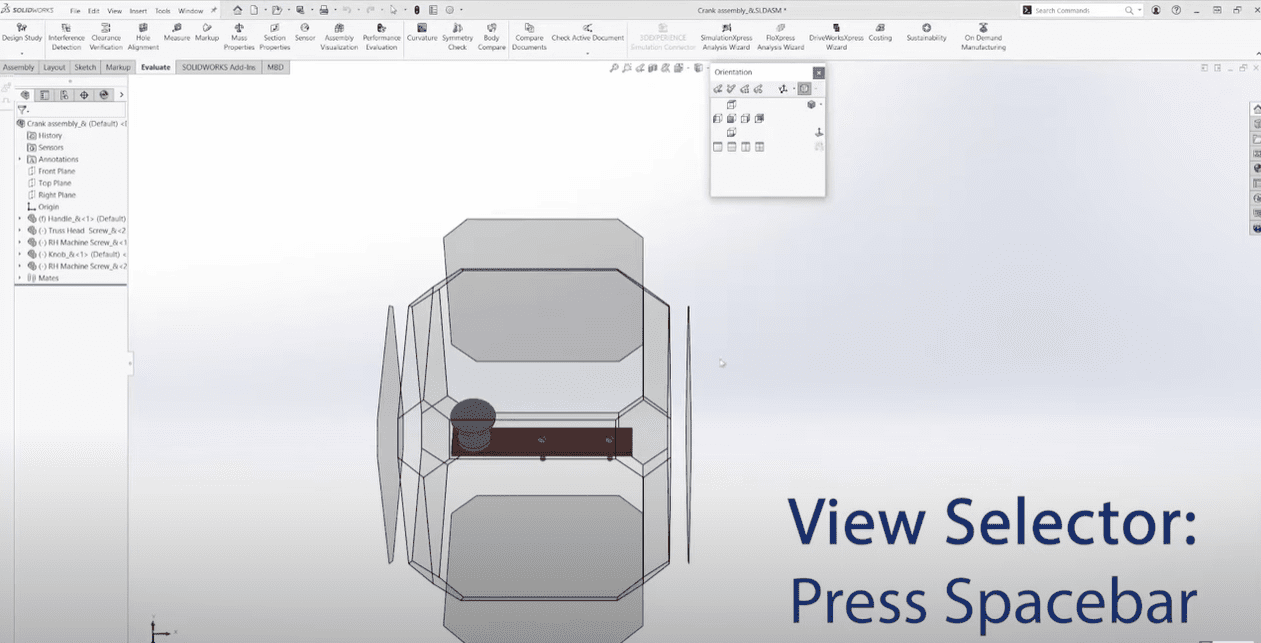 SOLIDWORKS File Edit View Insert Tools Window Crank assembly_&.SLDASM * Search Commands
Design Study Interference Detection Clearance Verification Hole Alignment Measure Markup Mass Properties Section Properties Sensor Assembly Visualization Performance Evaluation Curvature Symmetry Check Body Compare Compare Documents Check Active Document 3DEXPERIENCE Simulation Connector SimulationXpress Analysis Wizard FloXpress Analysis Wizard DriveWorksXpress Wizard Costing Sustainability On Demand Manufacturing
Assembly Layout Sketch Markup Evaluate SOLIDWORKS Add-Ins MBD
Orientation
Crank assembly_& (Default) <D
History
Sensors
Annotations
Front Plane
Top Plane
Right Plane
Origin
(f) Handle_&<1> (Default)
(-) Truss Head Screw_&<2
(-) RH Machine Screw_&<1
(-) Knob_&<1> (Default) <
(-) RH Machine Screw_&<2
Mates
View Selector:
Press Spacebar